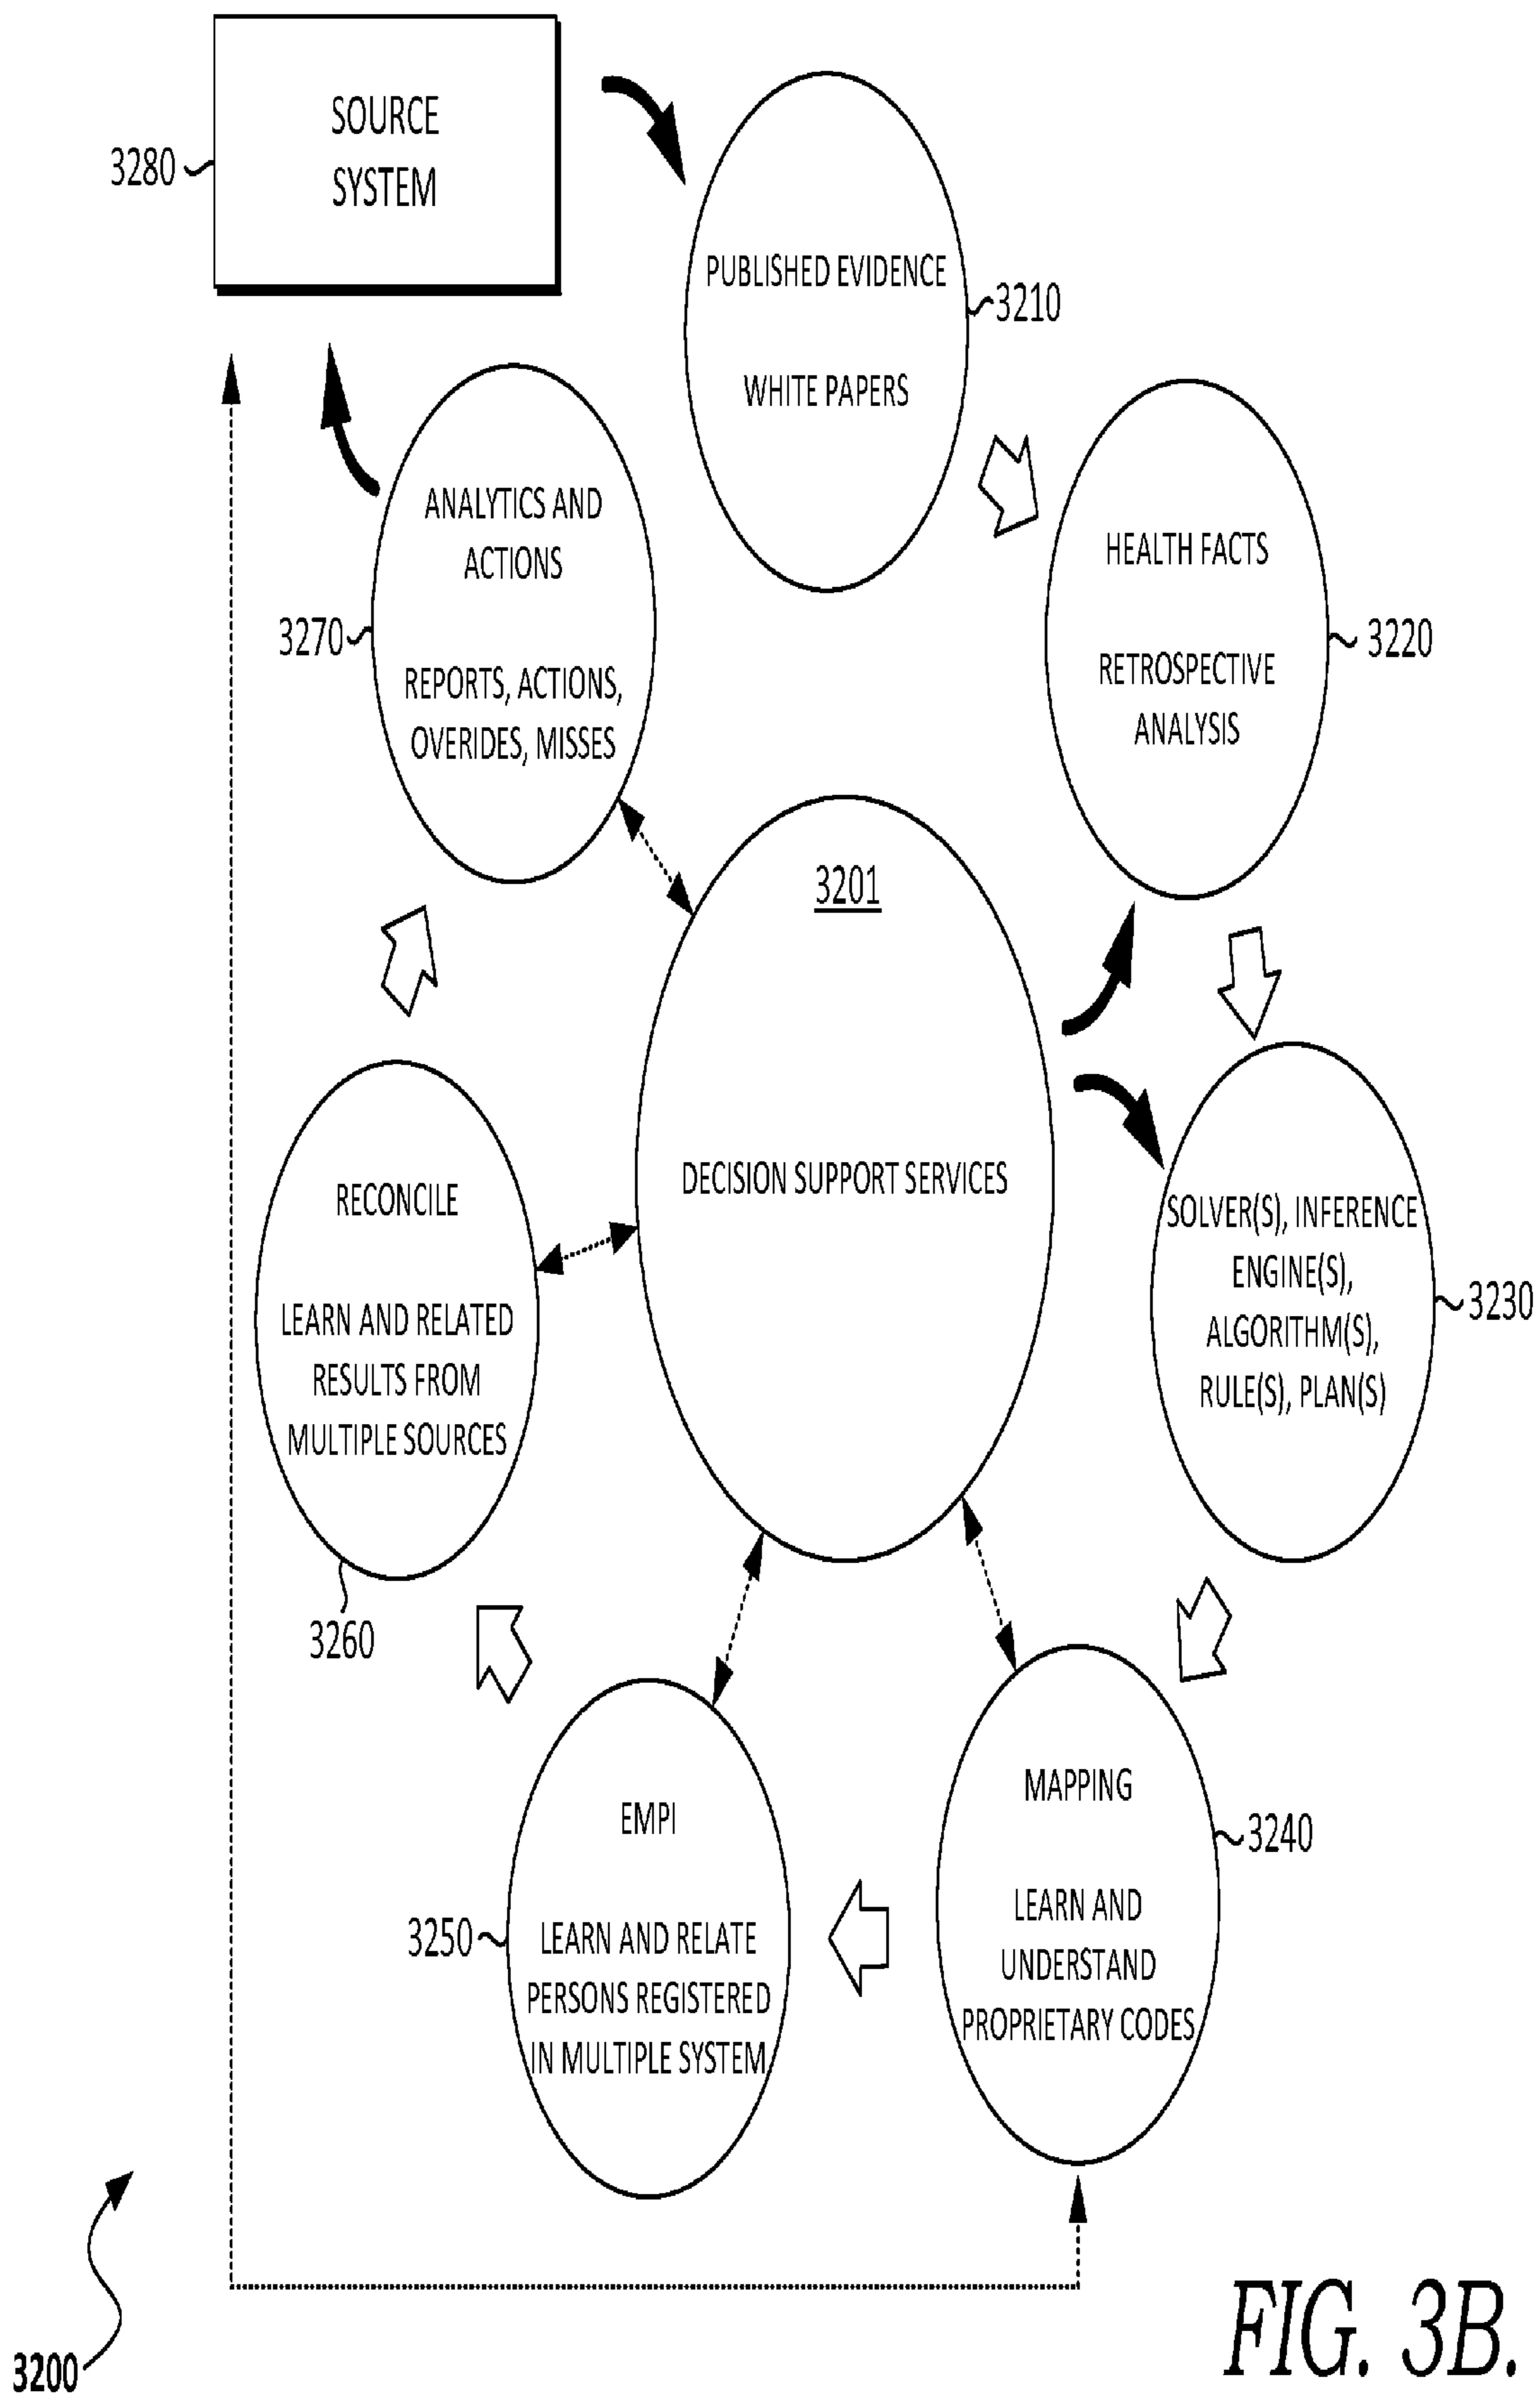 SOURCE
SYSTEM
3280
PUBLISHED EVIDENCE
WHITE PAPERS
3210
HEALTH FACTS
RETROSPECTIVE
ANALYSIS
3220
ANALYTICS AND
ACTIONS
REPORTS, ACTIONS,
OVERIDES, MISSES
3270
3201
DECISION SUPPORT SERVICES
SOLVER(S), INFERENCE
ENGINE(S),
ALGORITHM(S),
RULE(S), PLAN(S)
3230
RECONCILE
LEARN AND RELATED
RESULTS FROM
MULTIPLE SOURCES
3260
MAPPING
LEARN AND
UNDERSTAND
PROPRIETARY CODES
3240
EMPI
LEARN AND RELATE
PERSONS REGISTERED
IN MULTIPLE SYSTEM
3250
3200
FIG. 3B.